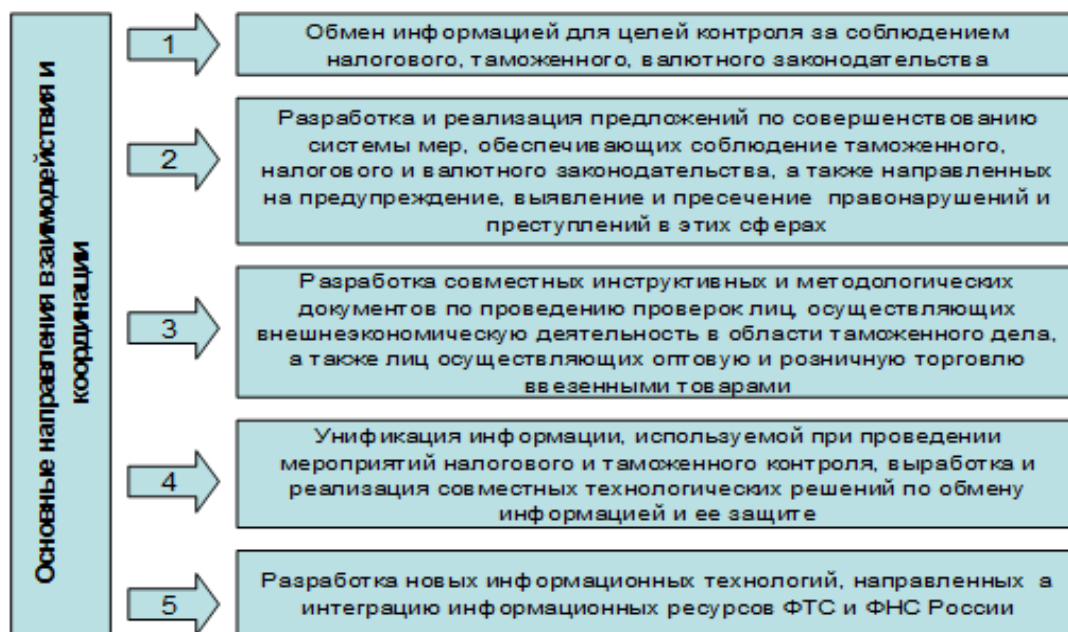 Основные направления взаимодействия и
координации
1
Обмен информацией для целей контроля за соблюдением
налогового, таможенного, валютного законодательства
2
Разработка и реализация предложений по совершенствованию
системы мер, обеспечивающих соблюдение таможенного,
налогового и валютного законодательства, а также направленных
на предупреждение, выявление и пресечение правонарушений и
преступлений в этих сферах
3
Разработка совместных инструктивных и методологических
документов по проведению проверок лиц, осуществляющих
внешнеэкономическую деятельность в области таможенного дела,
а также лиц осуществляющих оптовую и розничную торговлю
ввезенными товарами
4
Унификация информации, используемой при проведении
мероприятий налогового и таможенного контроля, выработка и
реализация совместных технологических решений по обмену
информацией и ее защите
5
Разработка новых информационных технологий, направленных а
интеграцию информационных ресурсов ФТС и ФНС России